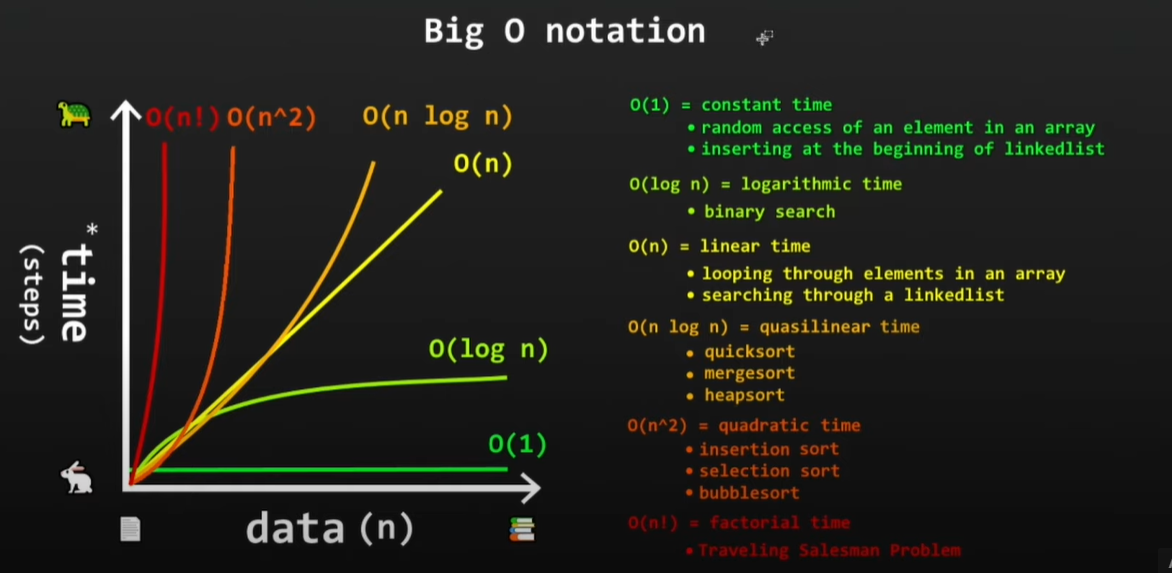 Big O notation
O(n!)
O(n^2)
O(n log n)
O(n)
O(log n)
O(1)
*time
(steps)
data(n)
O(1) = constant time
• random access of an element in an array
• inserting at the beginning of linkedlist
O(log n) = logarithmic time
• binary search
O(n) = linear time
• looping through elements in an array
• searching through a linkedlist
O(n log n) = quasilinear time
• quicksort
• mergesort
• heapsort
O(n^2) = quadratic time
• insertion sort
• selection sort
• bubblesort
O(n!) = factorial time
• Traveling Salesman Problem